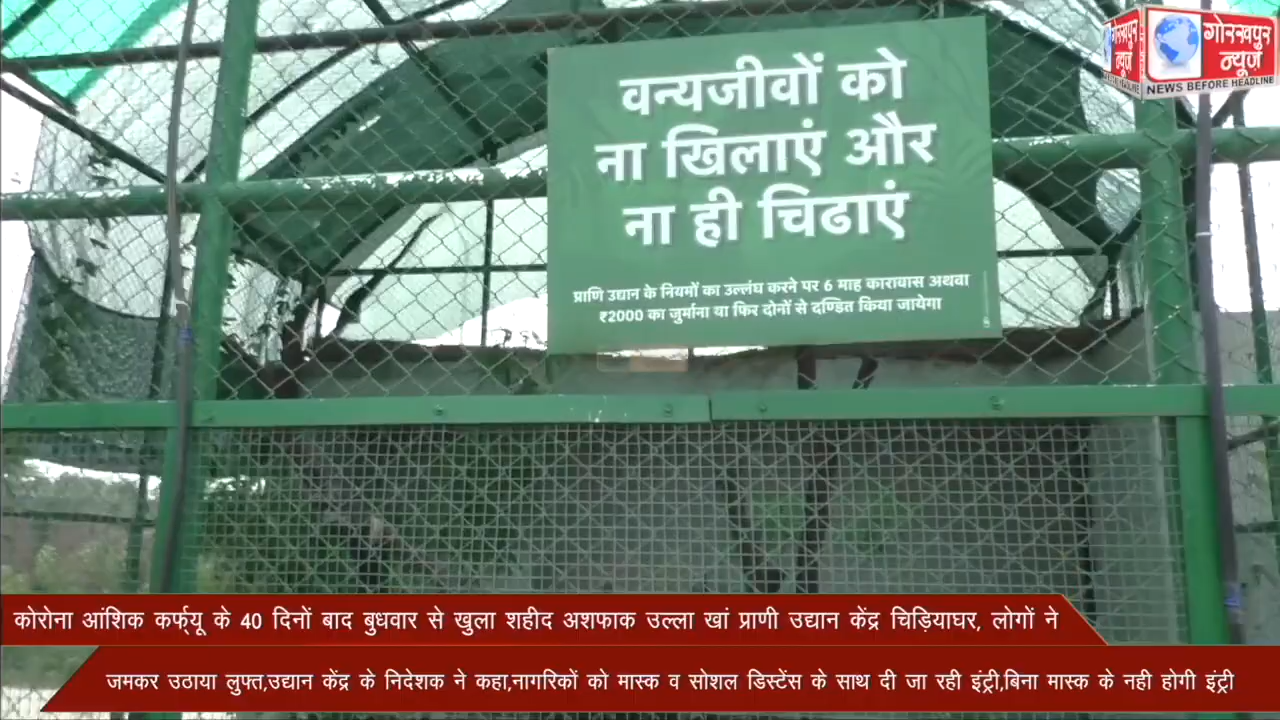 वन्यजीवों को
ना खिलाएं और
ना ही चिढाएं
प्राणि उद्यान के नियमों का उल्लंघ करने पर 6 माह कारावास अथवा
₹2000 का जुर्माना या फिर दोनों से दण्डित किया जायेगा
गोरखपुर
न्यूज़
NEWS BEFORE HEADLINE
कोरोना आंशिक कर्फ्यू के 40 दिनों बाद बुधवार से खुला शहीद अशफाक उल्ला खां प्राणी उद्यान केंद्र चिड़ियाघर, लोगों ने
जमकर उठाया लुफ्त,उद्यान केंद्र के निदेशक ने कहा,नागरिकों को मास्क व सोशल डिस्टेंस के साथ दी जा रही इंट्री,बिना मास्क के नही होगी इंट्री